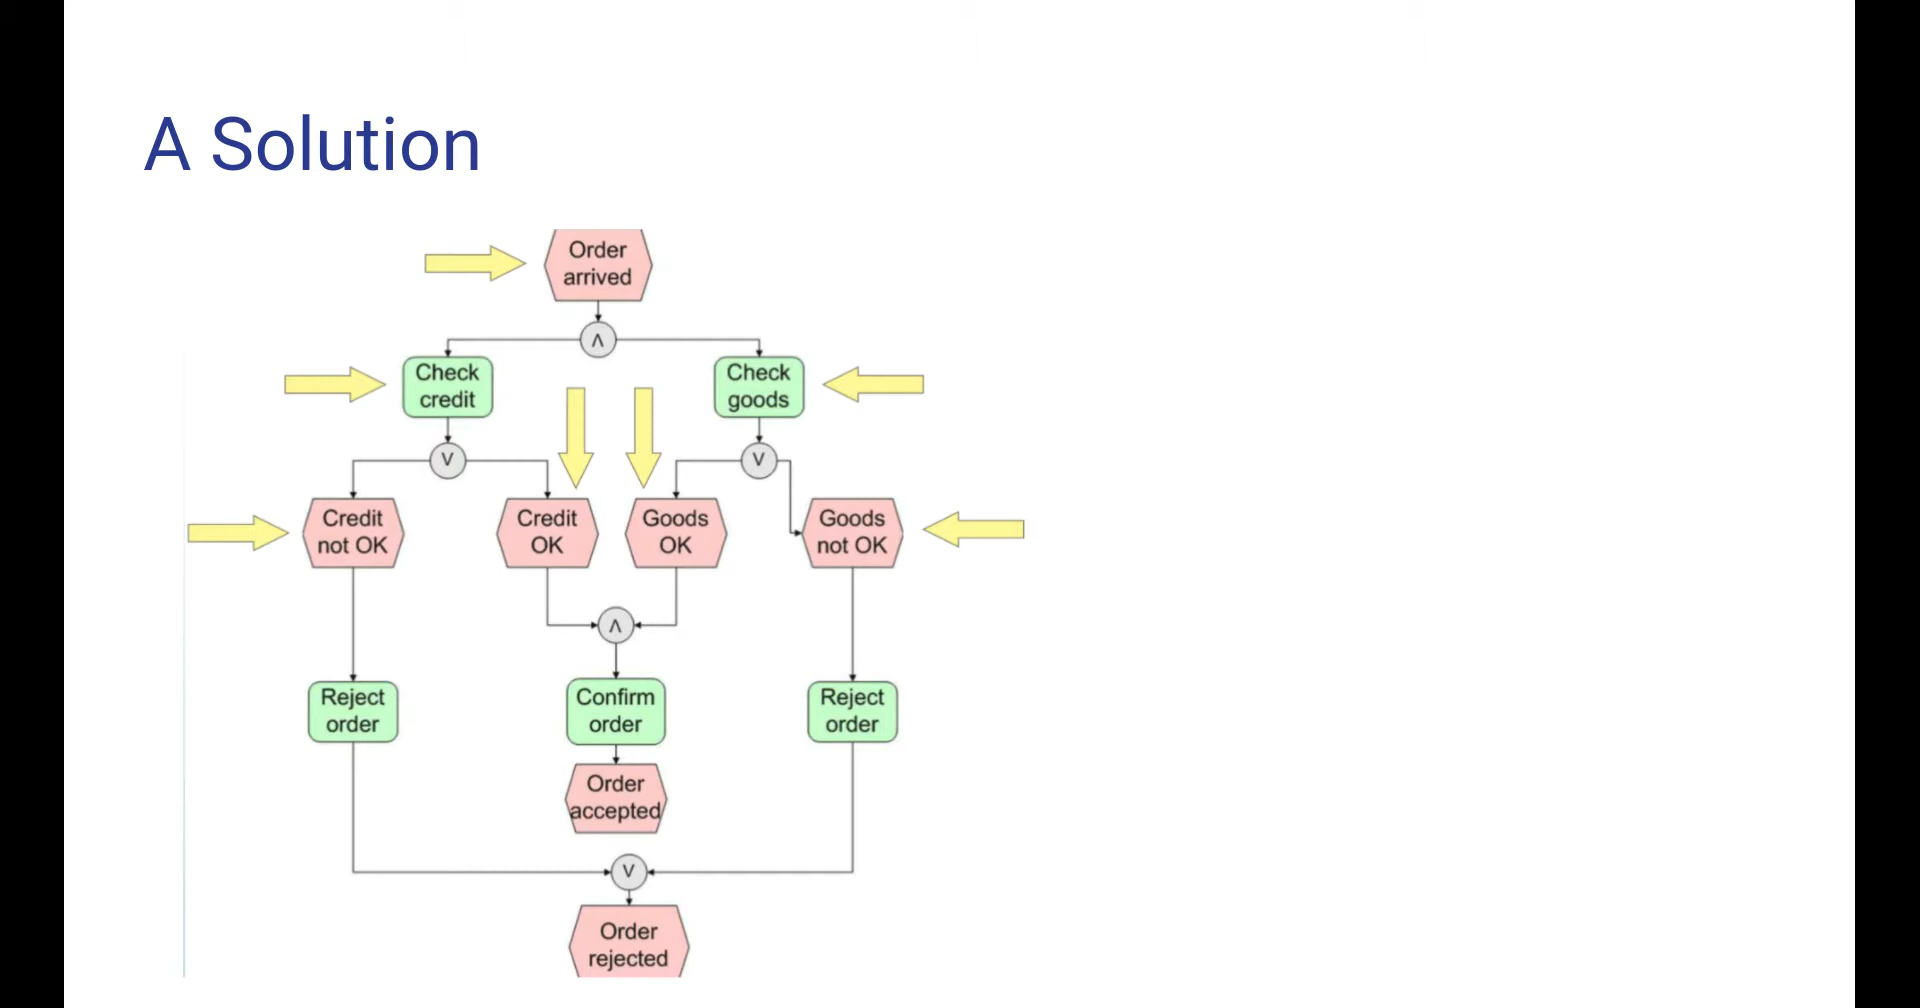 A Solution
Order
arrived
Λ
Check
credit
Check
goods
V
V
Credit
not OK
Credit
OK
Goods
OK
Goods
not OK
Λ
Reject
order
Confirm
order
Reject
order
Order
accepted
V
Order
rejected